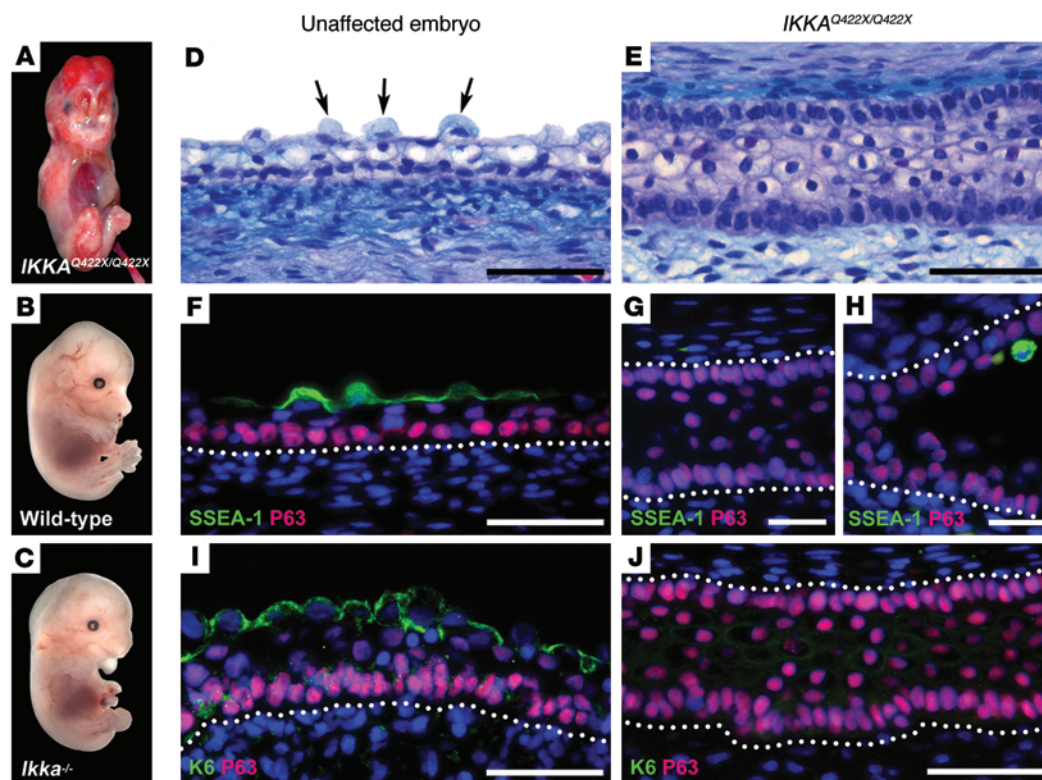 Unaffected embryo
IKKA^Q422X/Q422X
A
IKKA^Q422X/Q422X
D
E
B
Wild-type
F
SSEA-1 P63
G
SSEA-1 P63
H
SSEA-1 P63
C
Ikka-/-
I
K6 P63
J
K6 P63